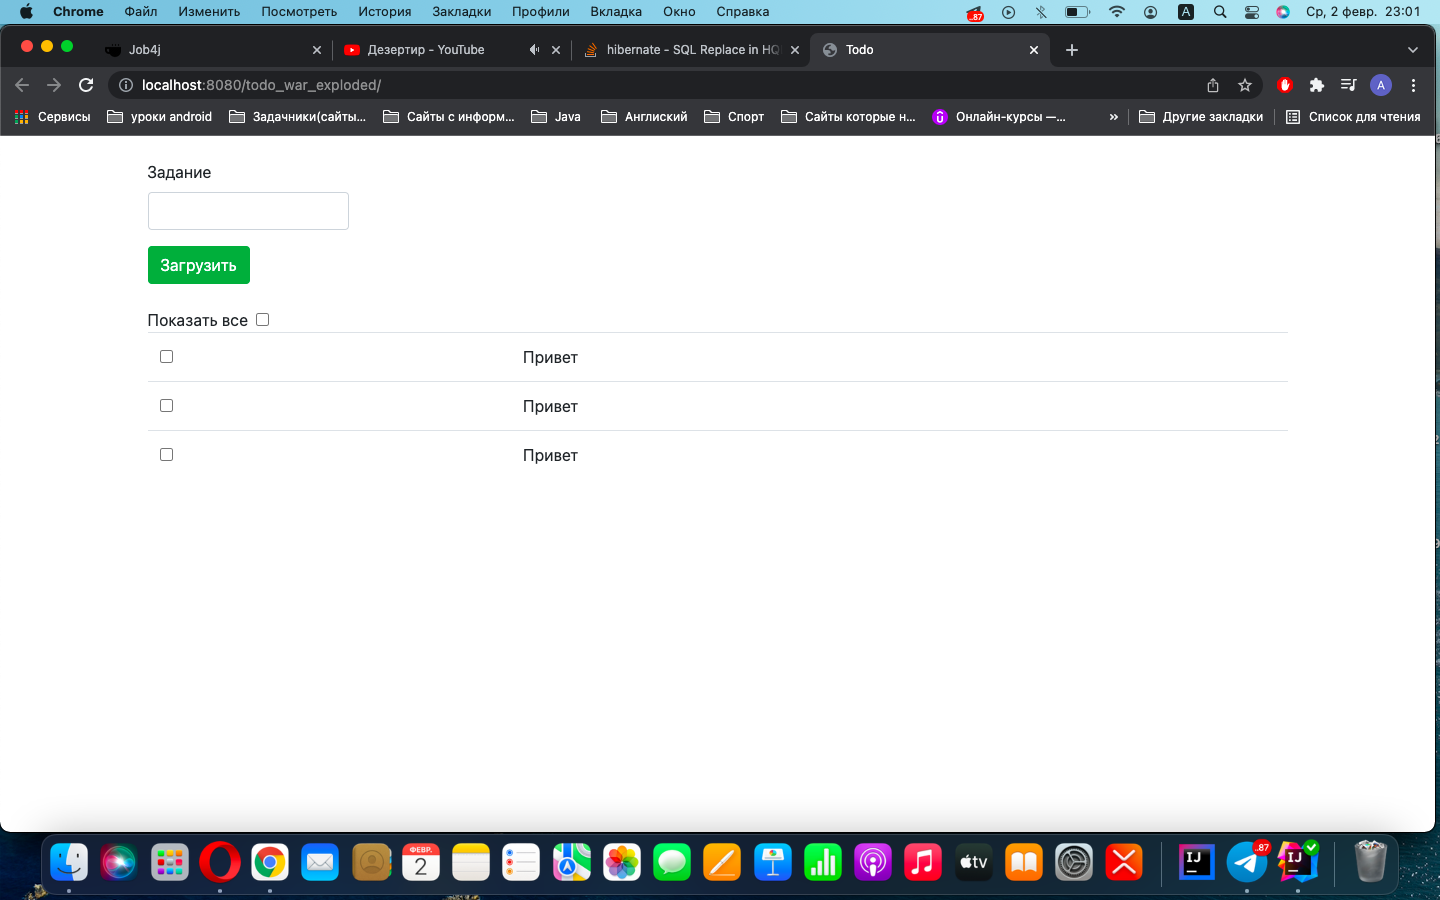 Chrome Файл Изменить Посмотреть История Закладки Профили Вкладка Окно Справка 87 A Ср, 2 февр. 23:01
Job4j Дезертир - YouTube hibernate - SQL Replace in HQ Todo
localhost:8080/todo_war_exploded/ A
Сервисы уроки android Задачники(сайты... Сайты с информ... Java Англиский Спорт Сайты которые н... Онлайн-курсы —... » Другие закладки Список для чтения
Задание
Загрузить
Показать все
Привет
Привет
Привет
ФЕВР.
2
tv
IJ
87
IJ